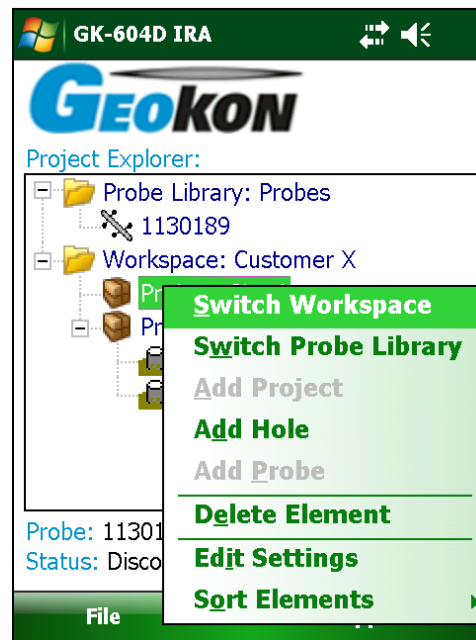 GK-604D IRA
GEOKON
Project Explorer:
Probe Library: Probes
1130189
Workspace: Customer X
Switch Workspace
Switch Probe Library
Add Project
Add Hole
Add Probe
Delete Element
Edit Settings
Sort Elements
Probe: 11301
Status: Disco
File